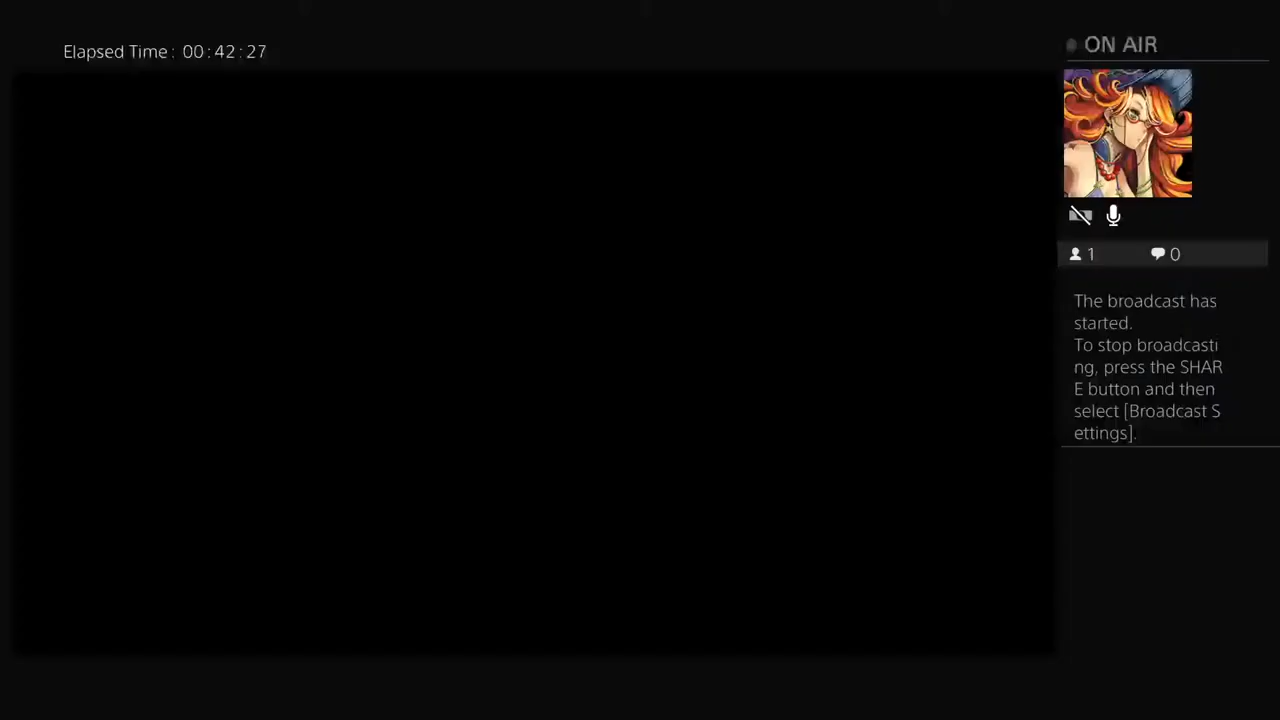 Elapsed Time: 00:42:27
ON AIR
1 0
The broadcast has
started.
To stop broadcasti
ng, press the SHAR
E button and then
select [Broadcast S
ettings].